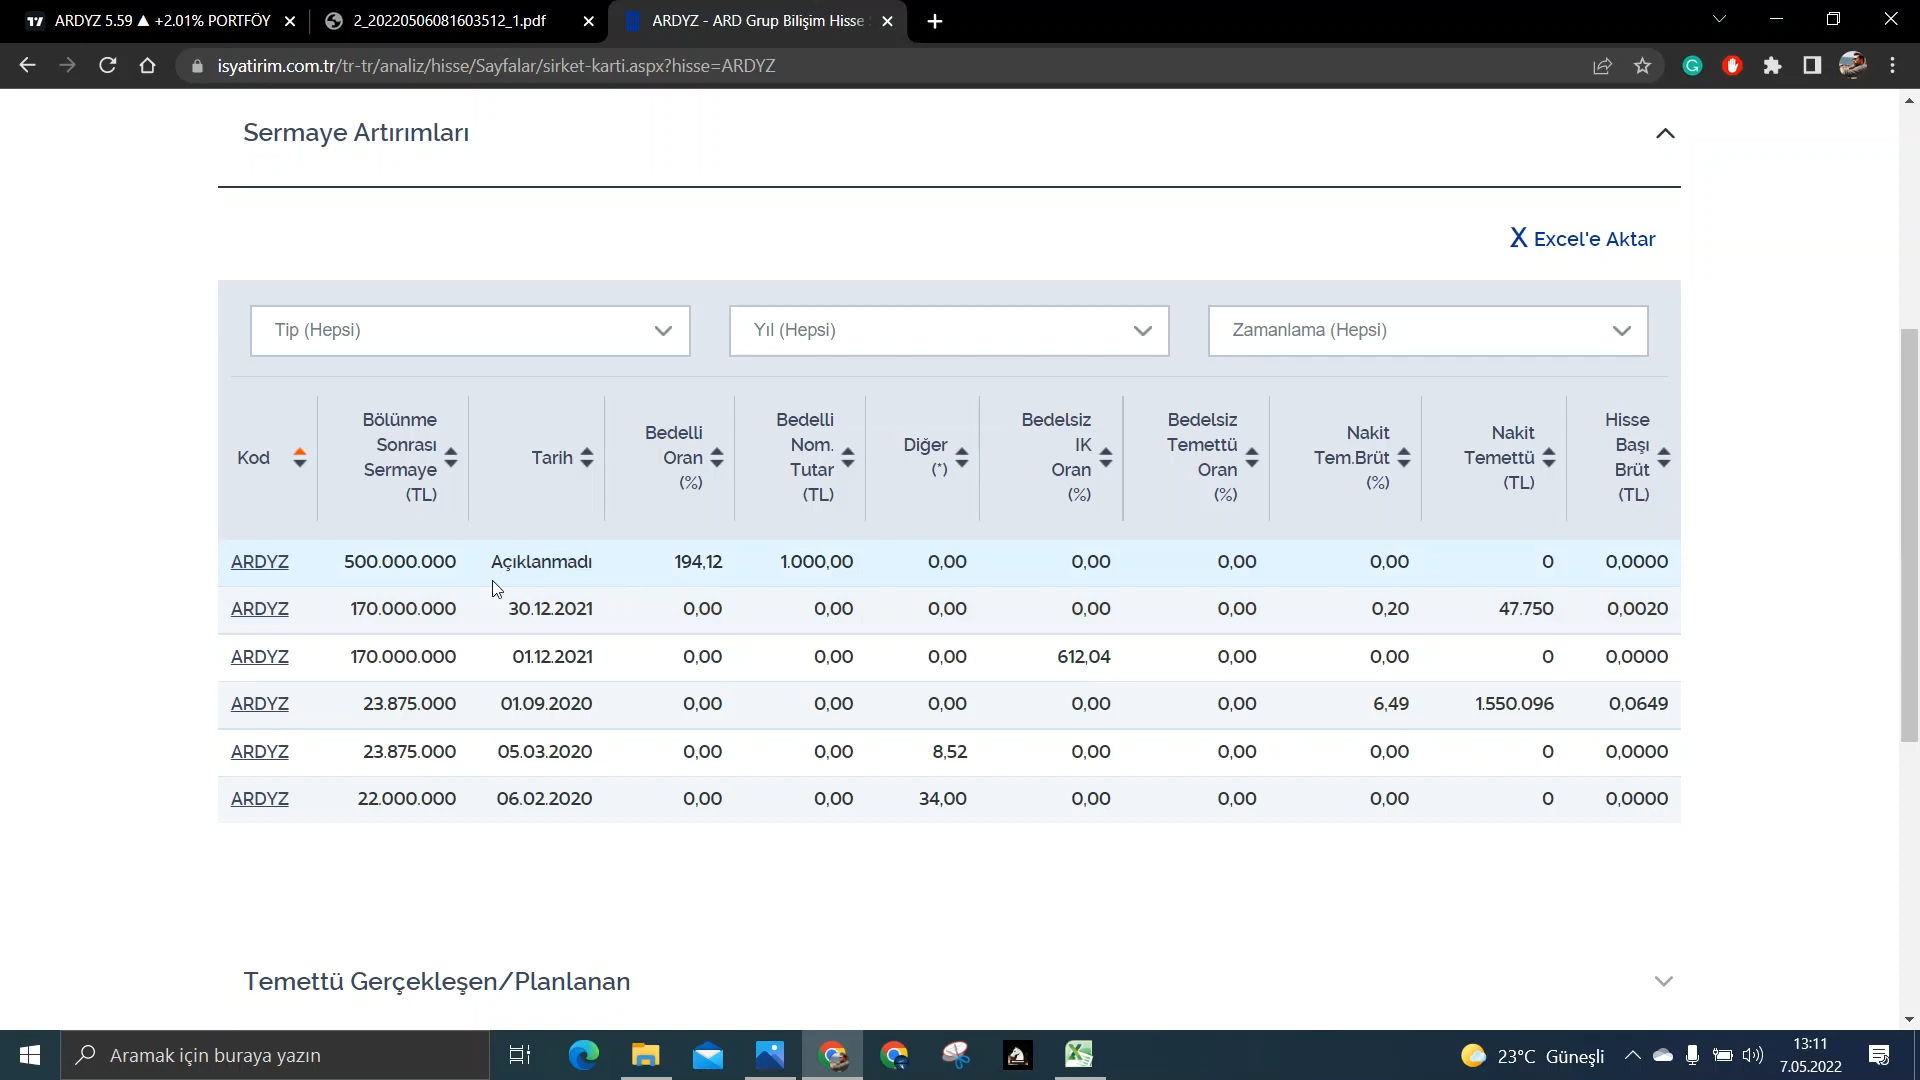 ARDYZ 5.59 ▲ +2.01% PORTFÖY
2_20220506081603512_1.pdf
ARDYZ - ARD Grup Bilişim Hisse
isyatirim.com.tr/tr-tr/analiz/hisse/Sayfalar/sirket-karti.aspx?hisse=ARDYZ
Sermaye Artırımları
X Excel'e Aktar
Tip (Hepsi)
Yıl (Hepsi)
Zamanlama (Hepsi)
Kod
Bölünme
Sonrası
Sermaye
(TL)
Tarih
Bedelli
Oran
(%)
Bedelli
Nom.
Tutar
(TL)
Diğer
(*)
Bedelsiz
IK
Oran
(%)
Bedelsiz
Temettü
Oran
(%)
Nakit
Tem.Brüt
(%)
Nakit
Temettü
(TL)
Hisse
Başı
Brüt
(TL)
ARDYZ 500.000.000 Açıklanmadı 194,12 1.000,00 0,00 0,00 0,00 0,00 0 0,0000
ARDYZ 170.000.000 30.12.2021 0,00 0,00 0,00 0,00 0,00 0,20 47.750 0,0020
ARDYZ 170.000.000 01.12.2021 0,00 0,00 0,00 612,04 0,00 0,00 0 0,0000
ARDYZ 23.875.000 01.09.2020 0,00 0,00 0,00 0,00 0,00 6,49 1.550.096 0,0649
ARDYZ 23.875.000 05.03.2020 0,00 0,00 8,52 0,00 0,00 0,00 0 0,0000
ARDYZ 22.000.000 06.02.2020 0,00 0,00 34,00 0,00 0,00 0,00 0 0,0000
Temettü Gerçekleşen/Planlanan
Aramak için buraya yazın
23°C Güneşli
13:11
7.05.2022